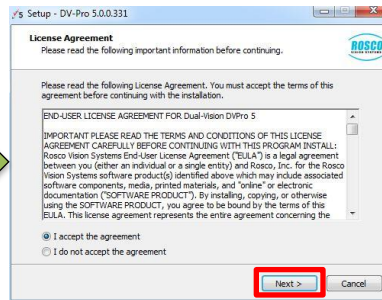 Setup - DV-Pro 5.0.0.331
License Agreement
Please read the following important information before continuing.
ROSCO
VISION SYSTEMS
Please read the following License Agreement. You must accept the terms of this
agreement before continuing with the installation.
END-USER LICENSE AGREEMENT FOR Dual-Vision DVPro 5
IMPORTANT PLEASE READ THE TERMS AND CONDITIONS OF THIS LICENSE
AGREEMENT CAREFULLY BEFORE CONTINUING WITH THIS PROGRAM INSTALL:
Rosco Vision Systems End-User License Agreement ("EULA") is a legal agreement
between you (either an individual or a single entity) and Rosco, Inc. for the Rosco
Vision Systems software product(s) identified above which may include associated
software components, media, printed materials, and "online" or electronic
documentation ("SOFTWARE PRODUCT"). By installing, copying, or otherwise
using the SOFTWARE PRODUCT, you agree to be bound by the terms of this
EULA. This license agreement represents the entire agreement concerning the
I accept the agreement
I do not accept the agreement
Next >
Cancel